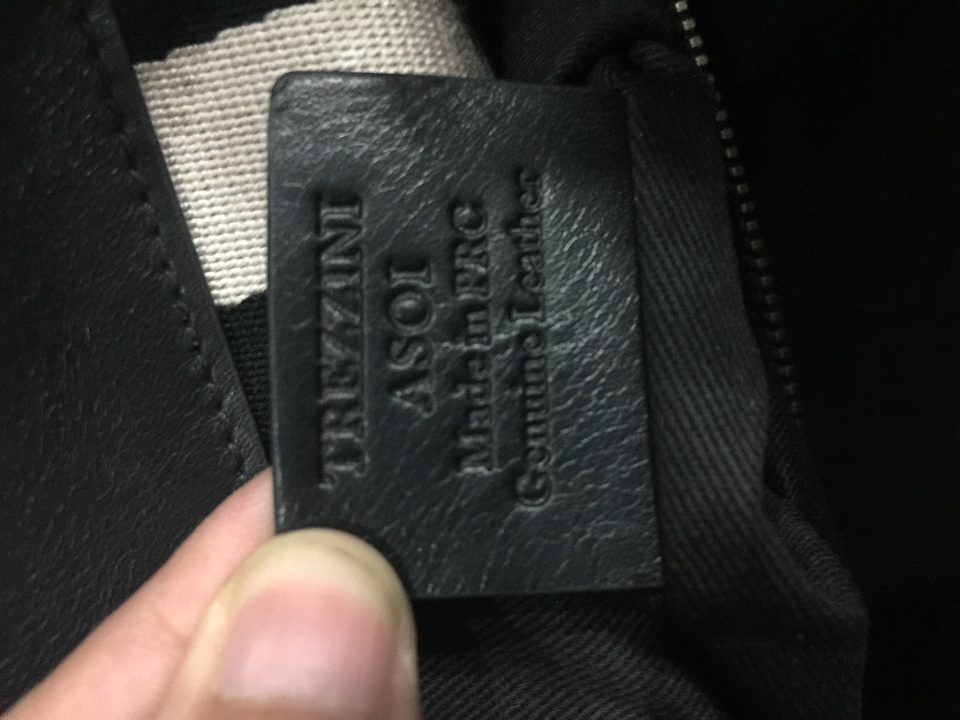 TREZZINI
ASOI
Made in PRC
Genuine Leather